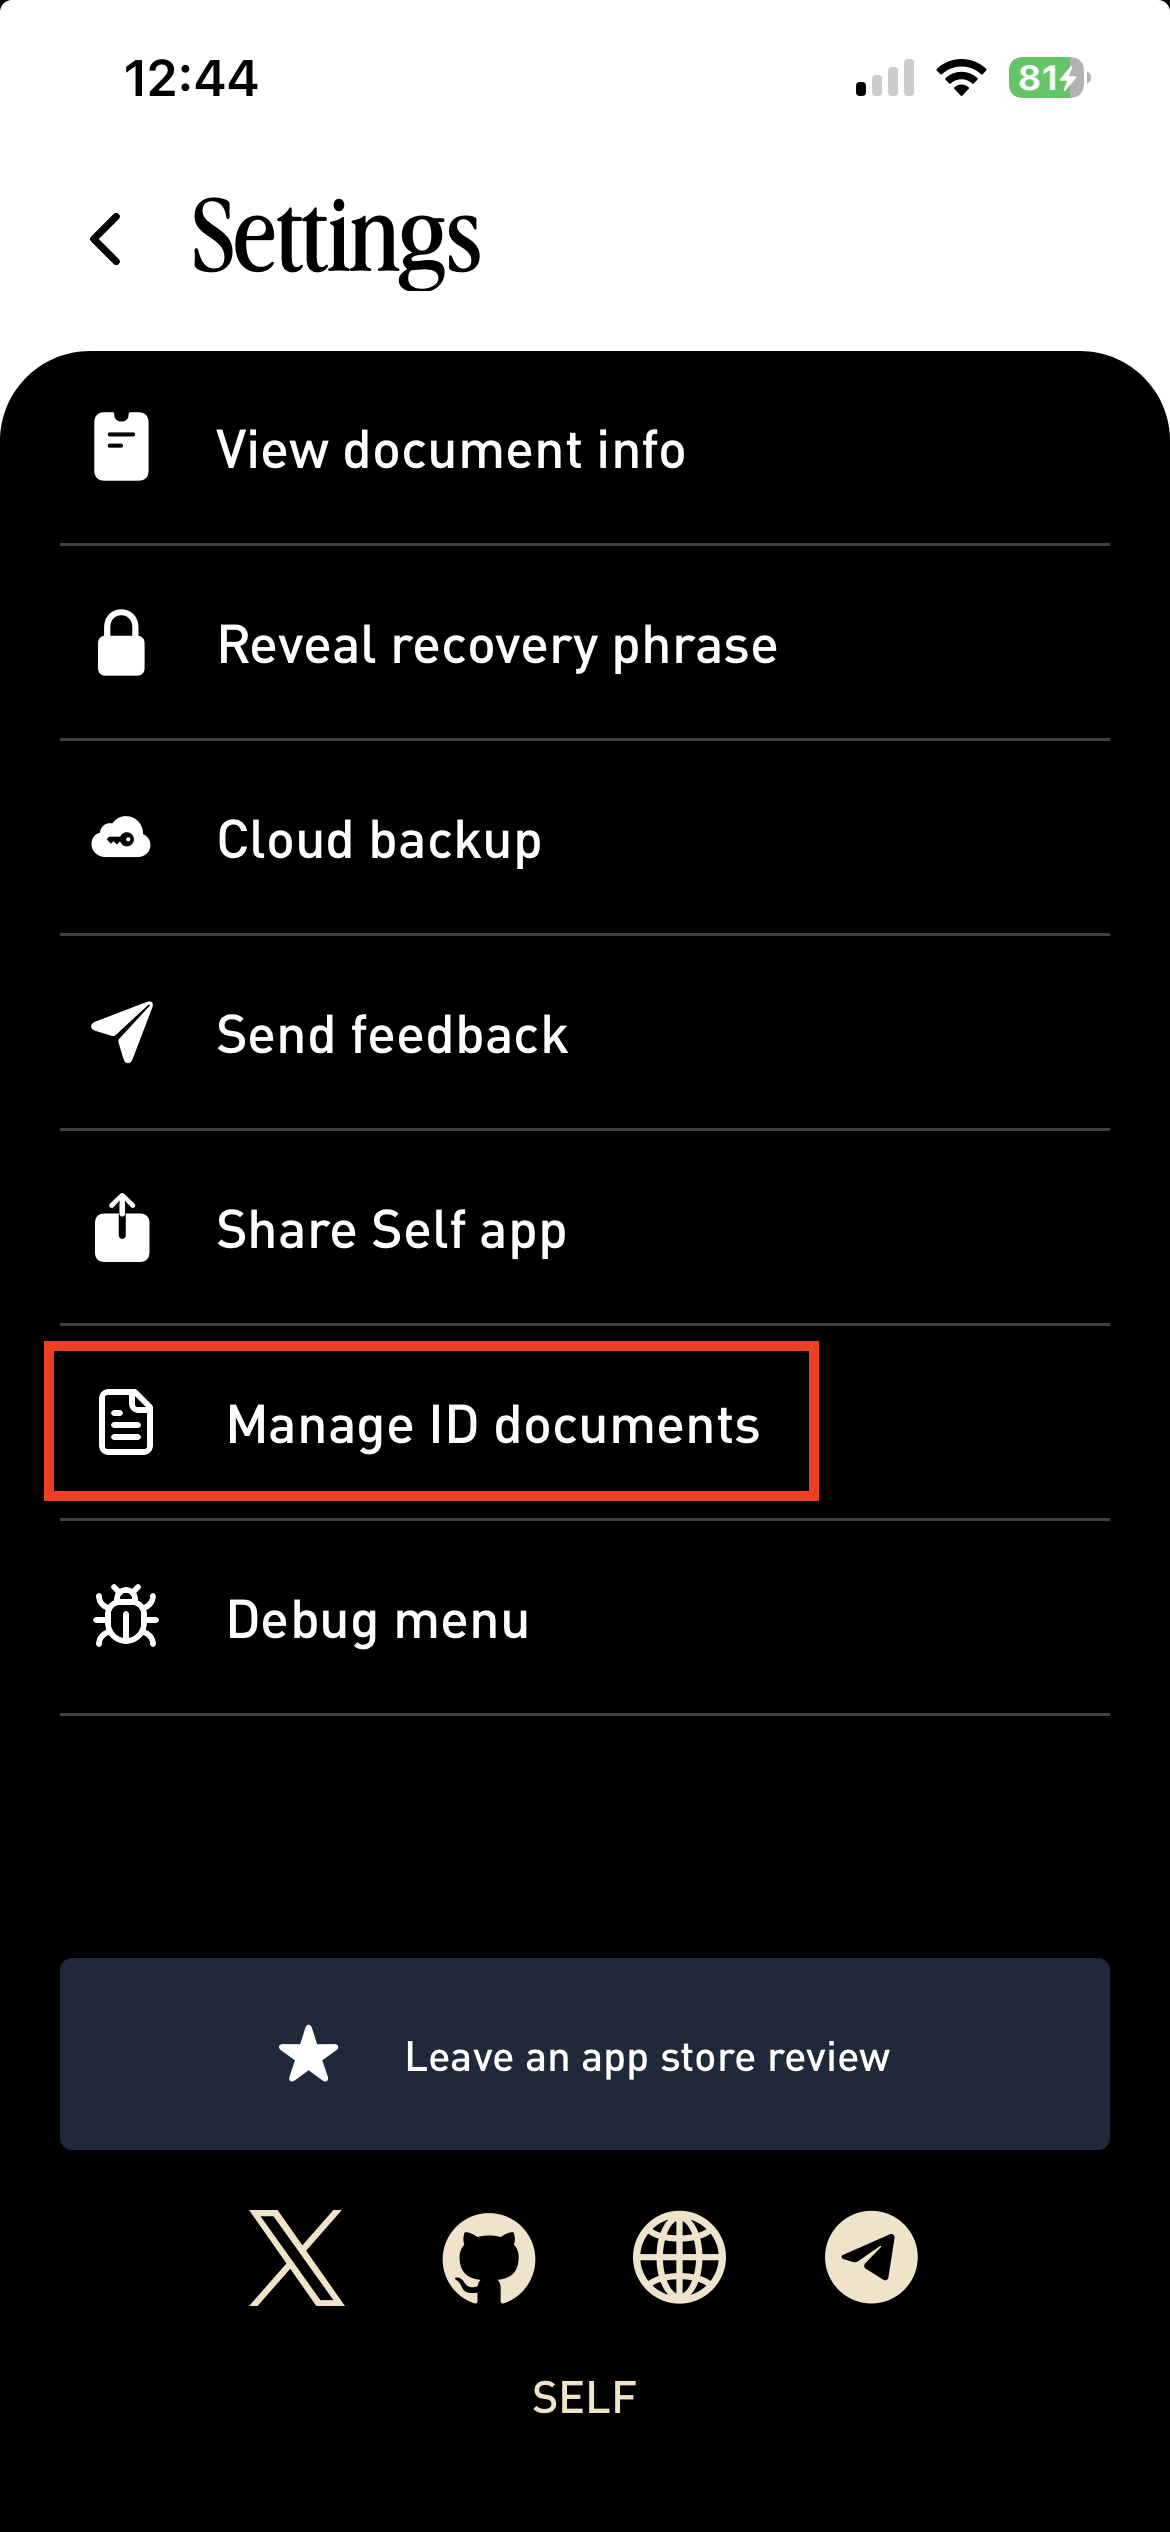 12:44
81
Settings
View document info
Reveal recovery phrase
Cloud backup
Send feedback
Share Self app
Manage ID documents
Debug menu
Leave an app store review
SELF